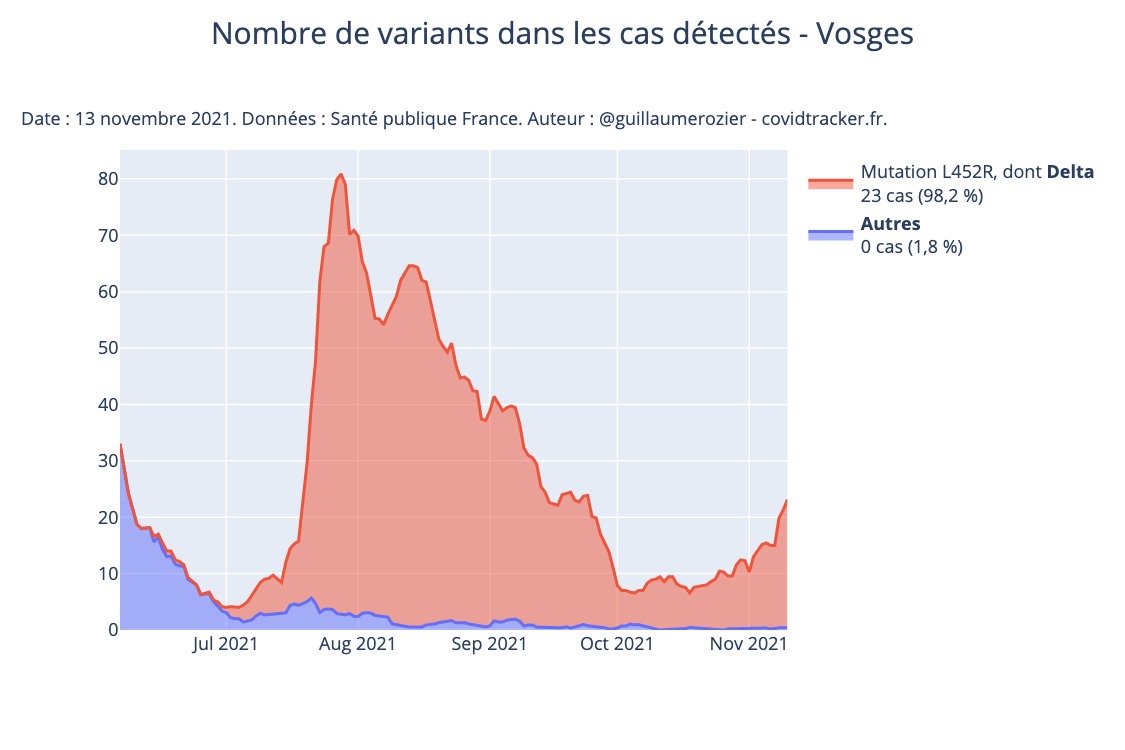 Nombre de variants dans les cas détectés - Vosges
Date : 13 novembre 2021. Données : Santé publique France. Auteur : @guillaumerozier - covidtracker.fr.
Mutation L452R, dont Delta
23 cas (98,2 %)
Autres
0 cas (1,8 %)
80
70
60
50
40
30
20
10
0
Jul 2021
Aug 2021
Sep 2021
Oct 2021
Nov 2021